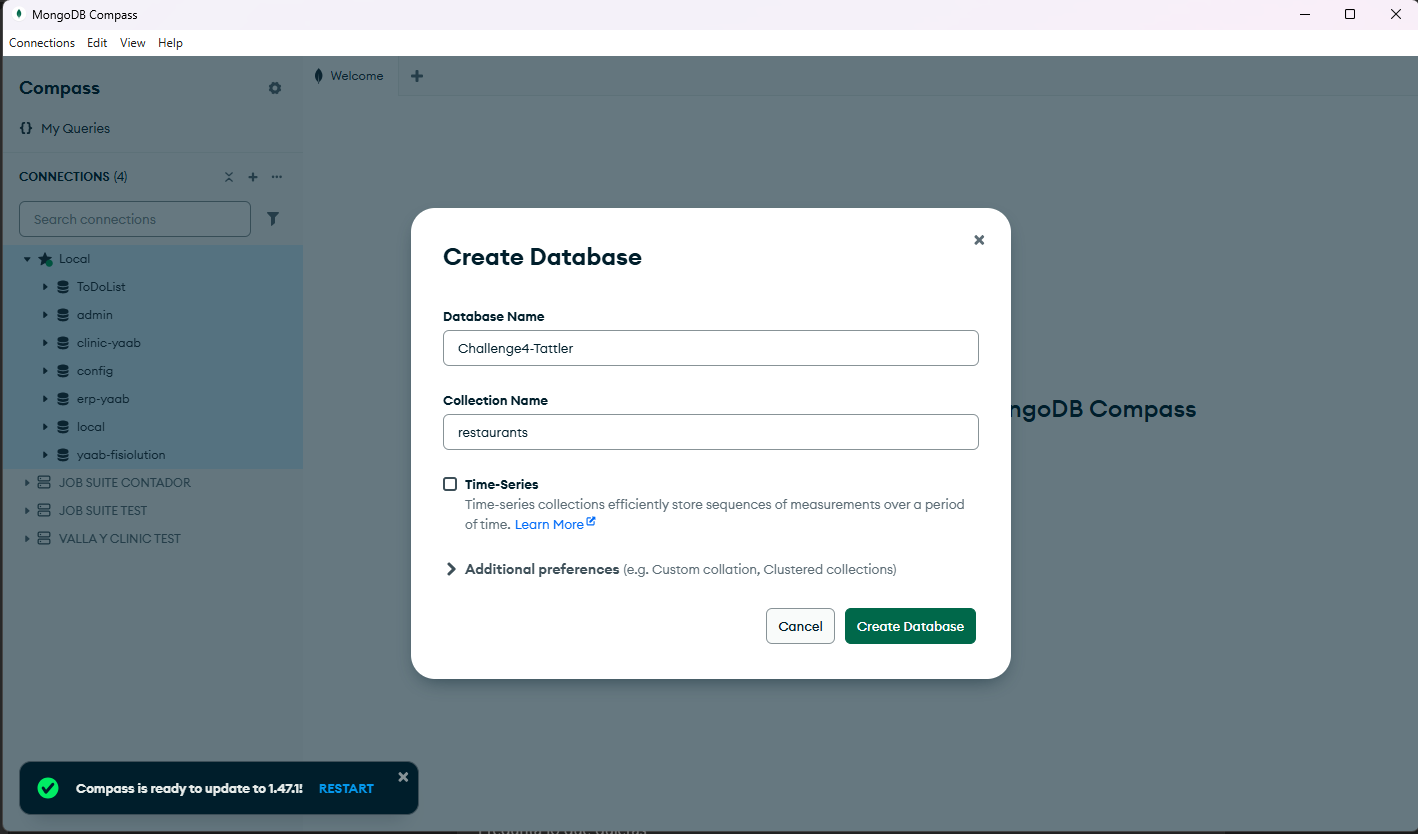 MongoDB Compass
Connections Edit View Help
Compass
Welcome
{} My Queries
CONNECTIONS (4)
Search connections
Local
ToDoList
admin
clinic-yaab
config
erp-yaab
local
yaab-fisiolution
JOB SUITE CONTADOR
JOB SUITE TEST
VALLA Y CLINIC TEST
ngoDB Compass
Create Database
Database Name
Challenge4-Tattler
Collection Name
restaurants
Time-Series
Time-series collections efficiently store sequences of measurements over a period
of time. Learn More
Additional preferences (e.g. Custom collation, Clustered collections)
Cancel Create Database
Compass is ready to update to 1.47.1! RESTART